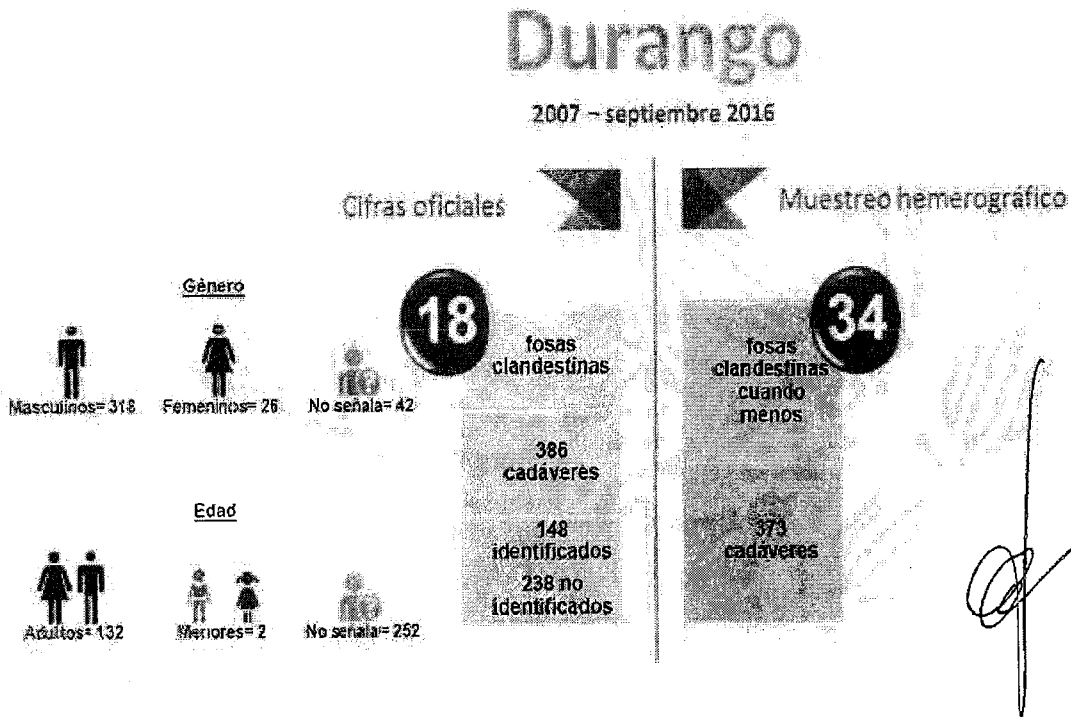 Durango
2007 – septiembre 2016
Cifras oficiales
Muestreo hemerográfico
Género
Masculinos= 318
Femeninos= 26
No señala= 42
18
fosas
clandestinas
386
cadáveres
148
identificados
238 no
identificados
Edad
Adultos= 132
Menores= 2
No señala= 252
34
fosas
clandestinas
cuando
menos
373
cadáveres